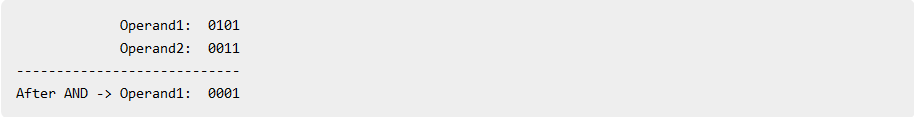 Operand1: 0101
Operand2: 0011
----------------------------
After AND -> Operand1: 0001